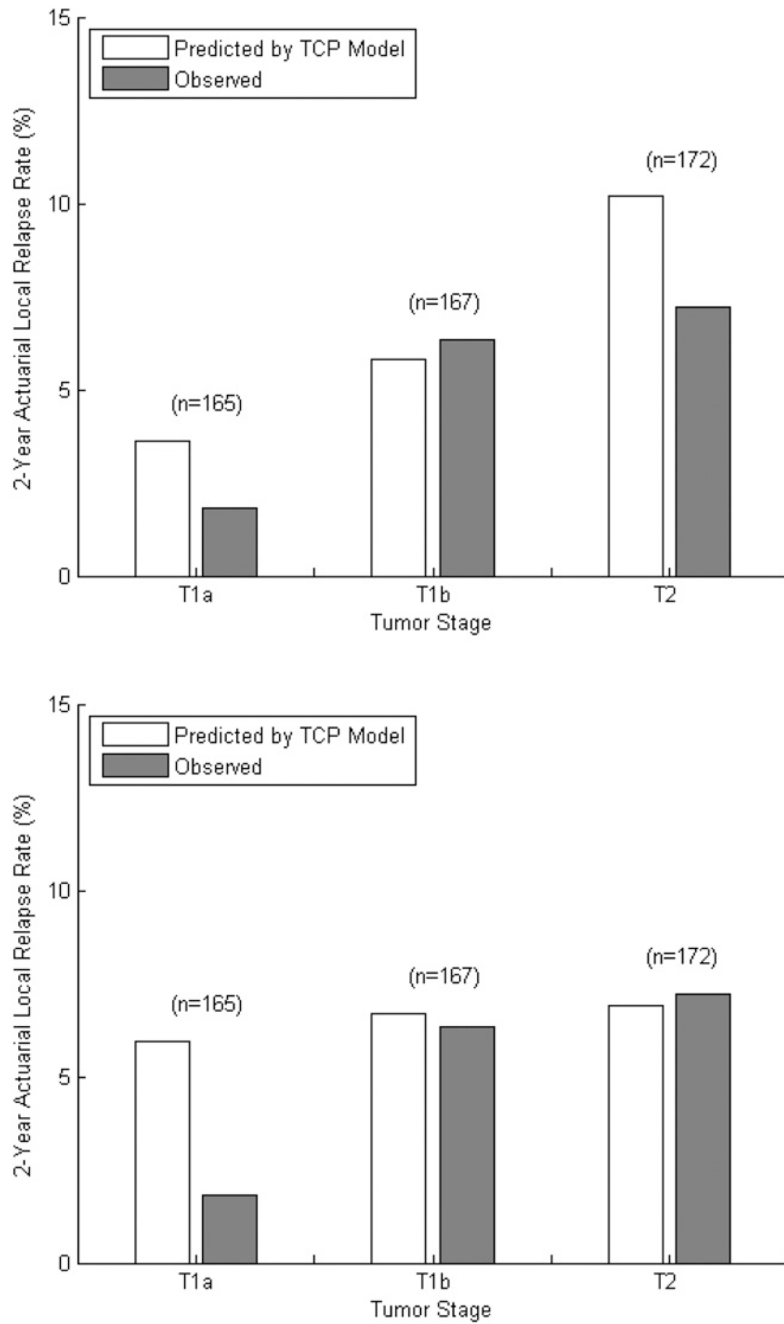 15
Predicted by TCP Model
Observed
(n=172)
10
(n=167)
5
(n=165)
0
T1a T1b T2
Tumor Stage
2-Year Actuarial Local Relapse Rate (%)
15
Predicted by TCP Model
Observed
10
(n=172)
(n=167)
(n=165)
5
0
T1a T1b T2
Tumor Stage
2-Year Actuarial Local Relapse Rate (%)